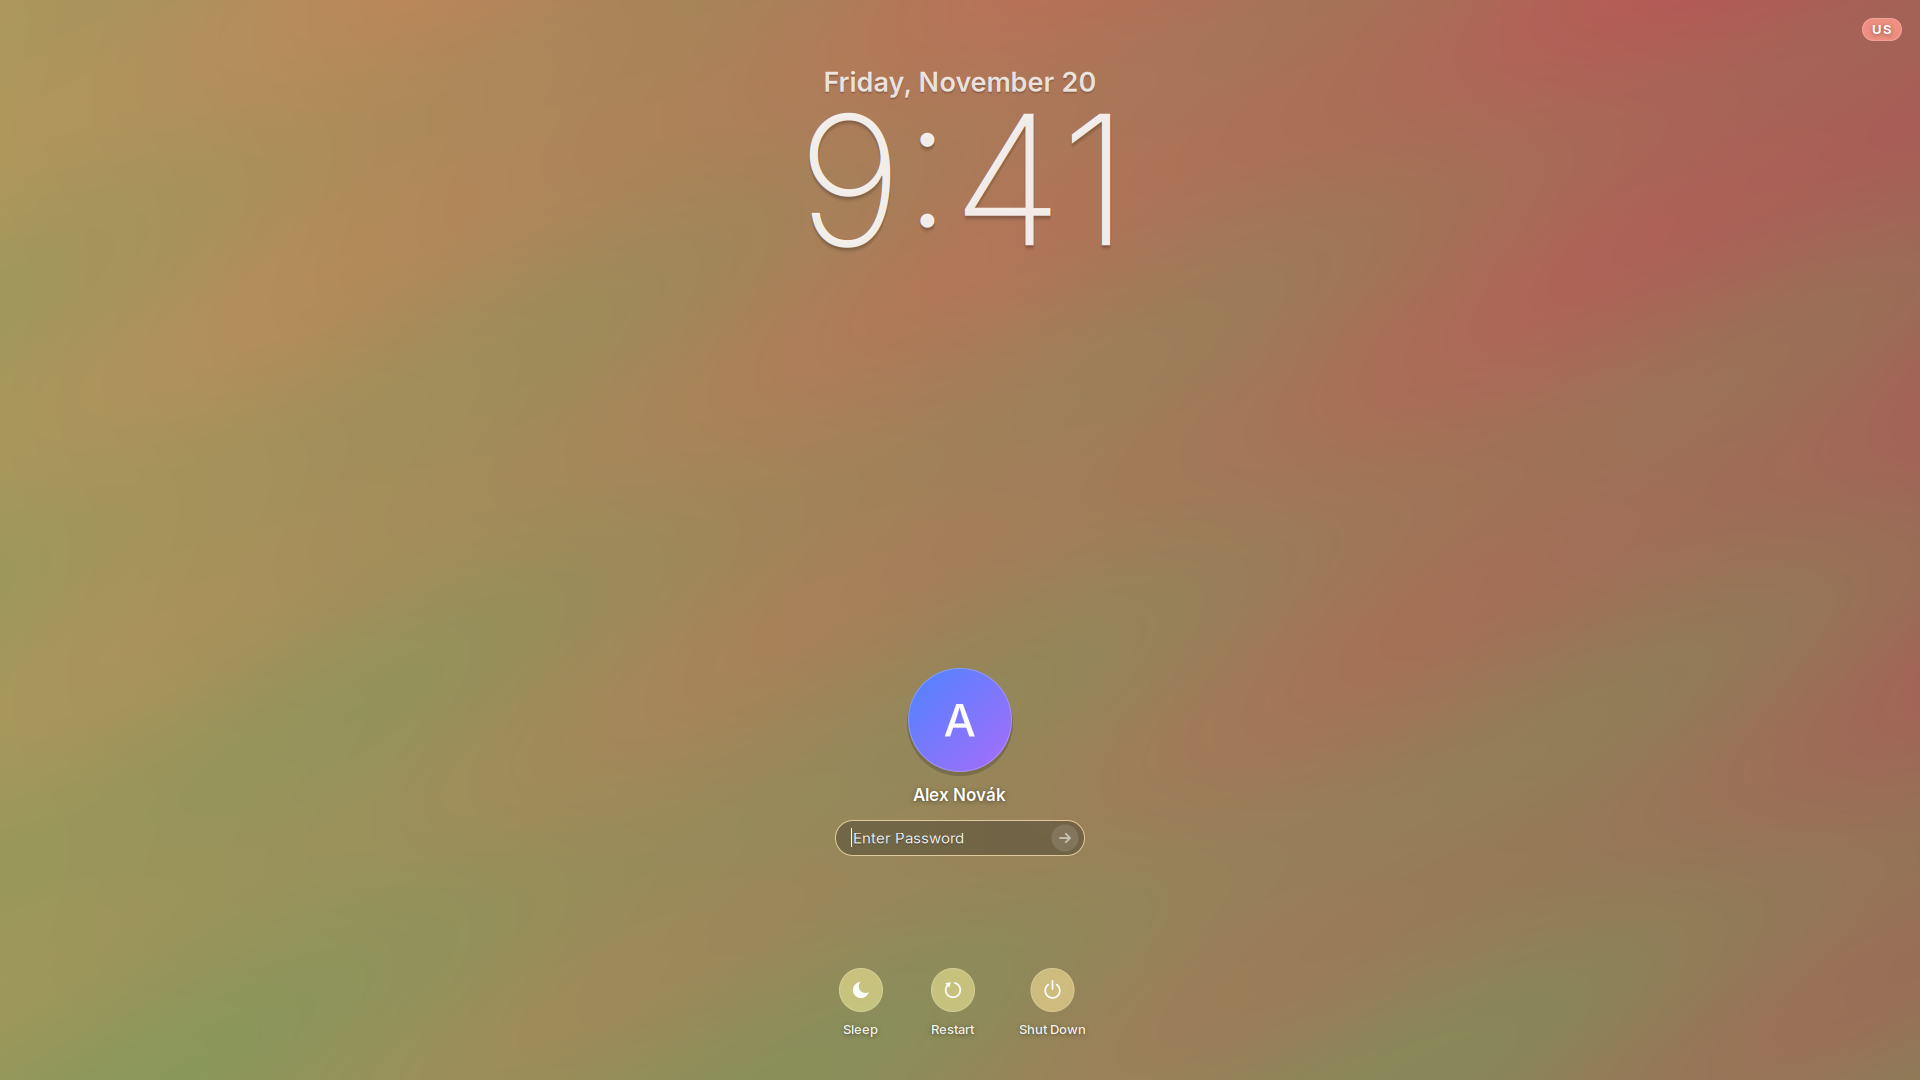 US
Friday, November 20
9:41
A
Alex Novák
Enter Password
Sleep
Restart
Shut Down